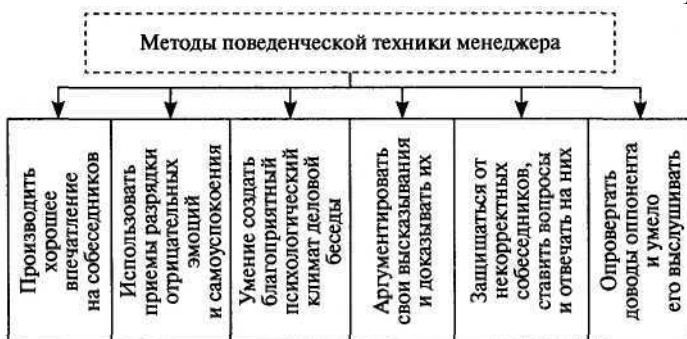 Методы поведенческой техники менеджера
Производить
хорошее
впечатление
на собеседников
Использовать
приемы разрядки
отрицательных
эмоций
и самоуспокоения
Умение создать
благоприятный
психологический
климат деловой
беседы
Аргументировать
свои высказывания
и доказывать их
Защищаться от
некорректных
собеседников,
ставить вопросы
и отвечать на них
Опровергать
доводы оппонента
и умело
его выслушивать